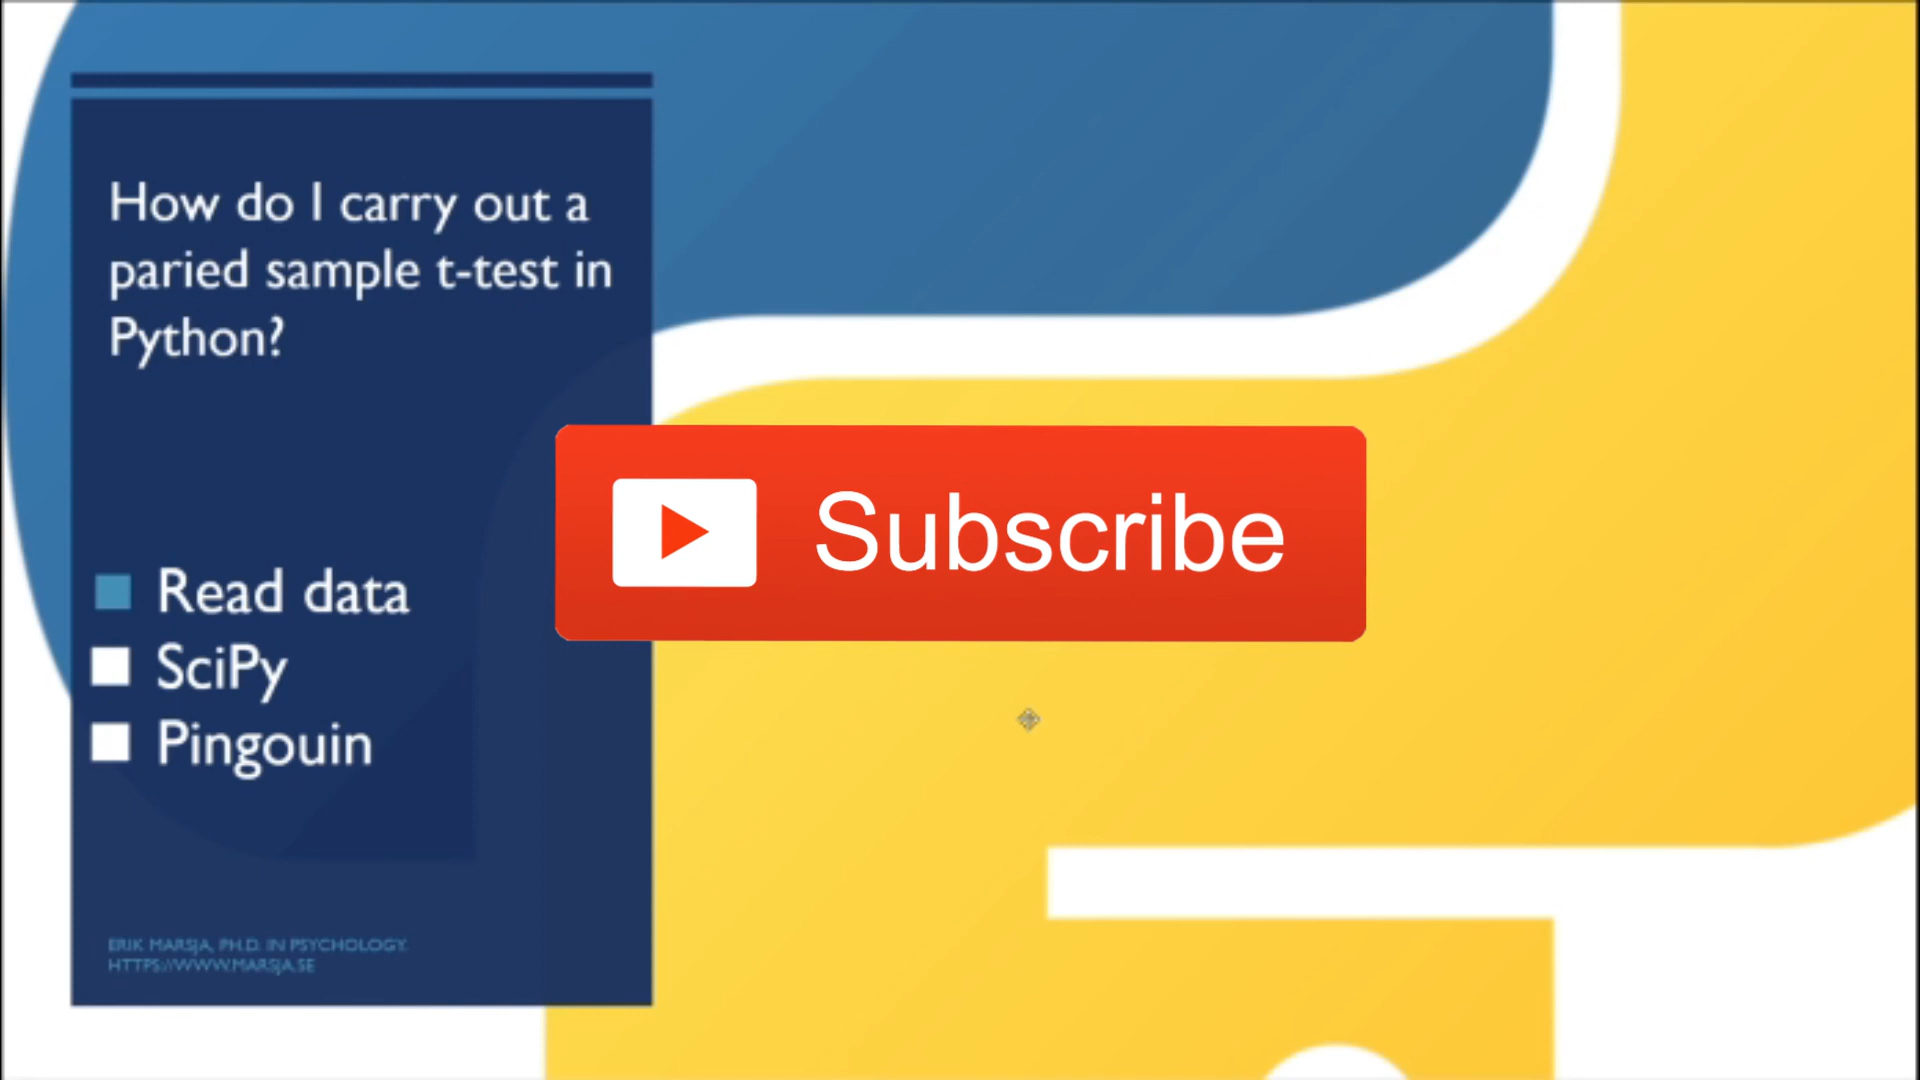 How do I carry out a
paried sample t-test in
Python?
Subscribe
Read data
SciPy
Pingouin
ERIK MARSJA, PH.D. IN PSYCHOLOGY.
HTTPS://WWW.MARSJA.SE